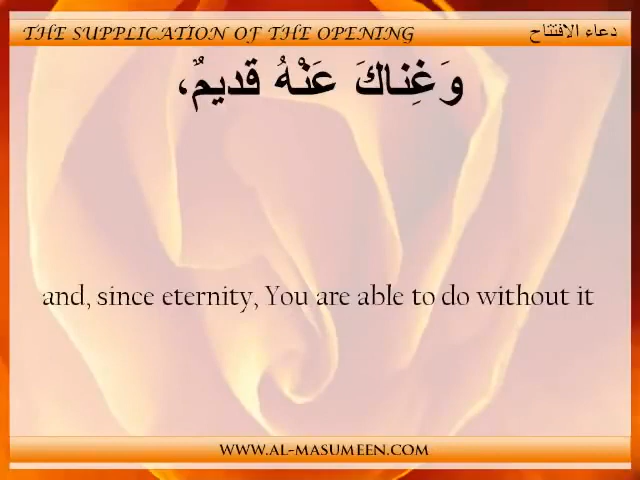 THE SUPPLICATION OF THE OPENING دعاء الافتتاح
وَغِناكَ عَنْهُ قَديمٌ،
and, since eternity, You are able to do without it
WWW.AL-MASUMEEN.COM